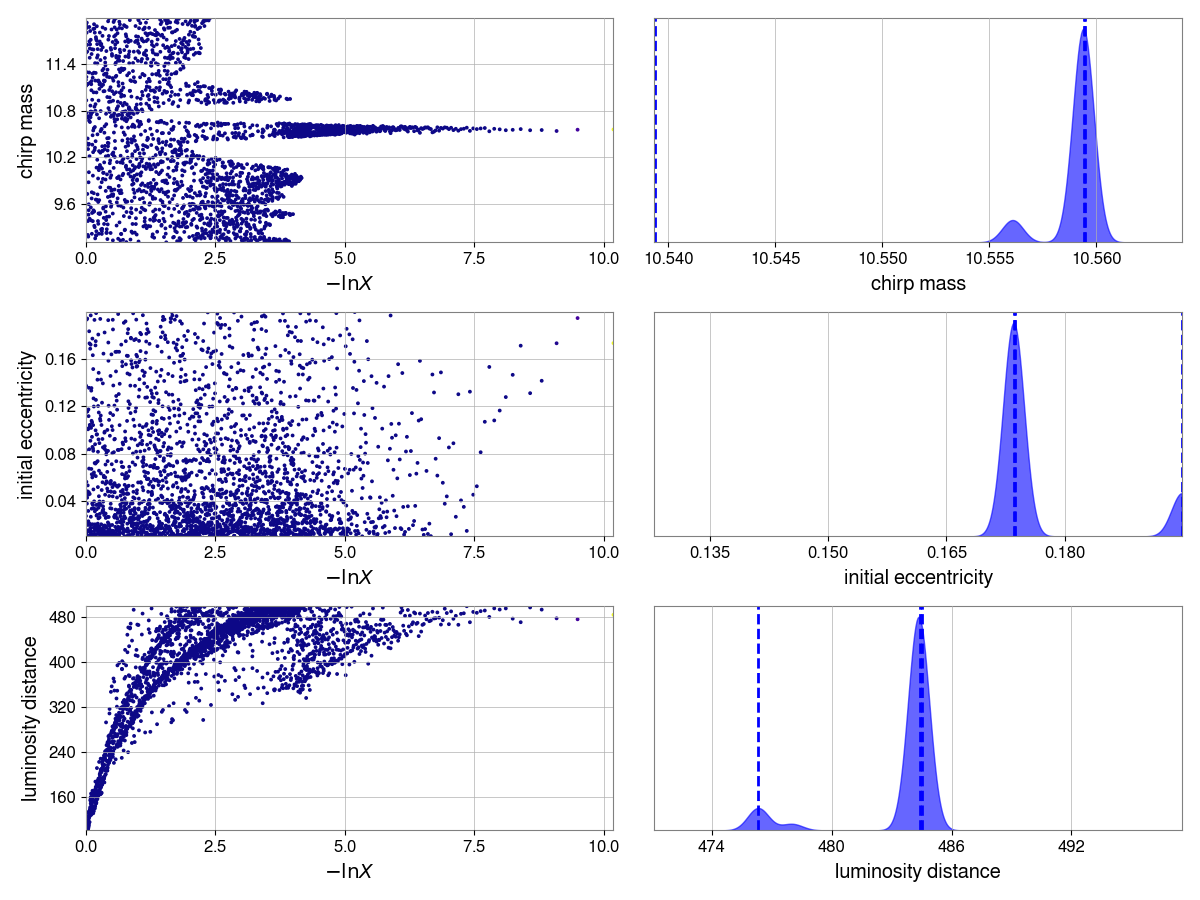 11.4
10.8
10.2
9.6
chirp mass
0.0 2.5 5.0 7.5 10.0
−lnX
10.540 10.545 10.550 10.555 10.560
chirp mass
0.16
0.12
0.08
0.04
initial eccentricity
0.0 2.5 5.0 7.5 10.0
−lnX
0.135 0.150 0.165 0.180
initial eccentricity
480
400
320
240
160
luminosity distance
0.0 2.5 5.0 7.5 10.0
−lnX
474 480 486 492
luminosity distance